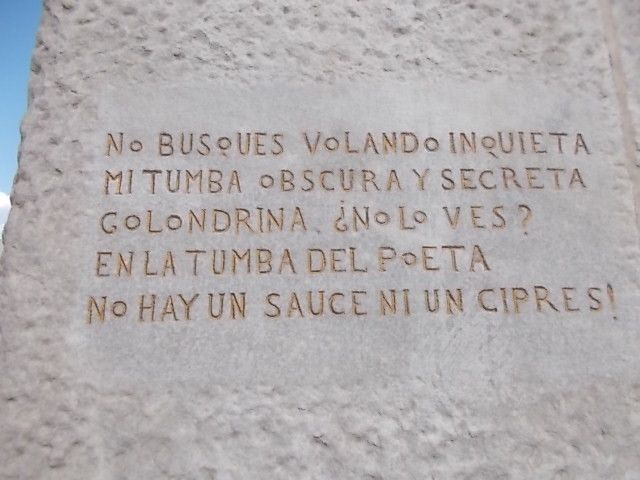 NO BUSQUES VOLANDO INQUIETA
MI TUMBA OBSCURA Y SECRETA
GOLONDRINA. ¿NO LO VES?
EN LA TUMBA DEL POETA
NO HAY UN SAUCE NI UN CIPRES!